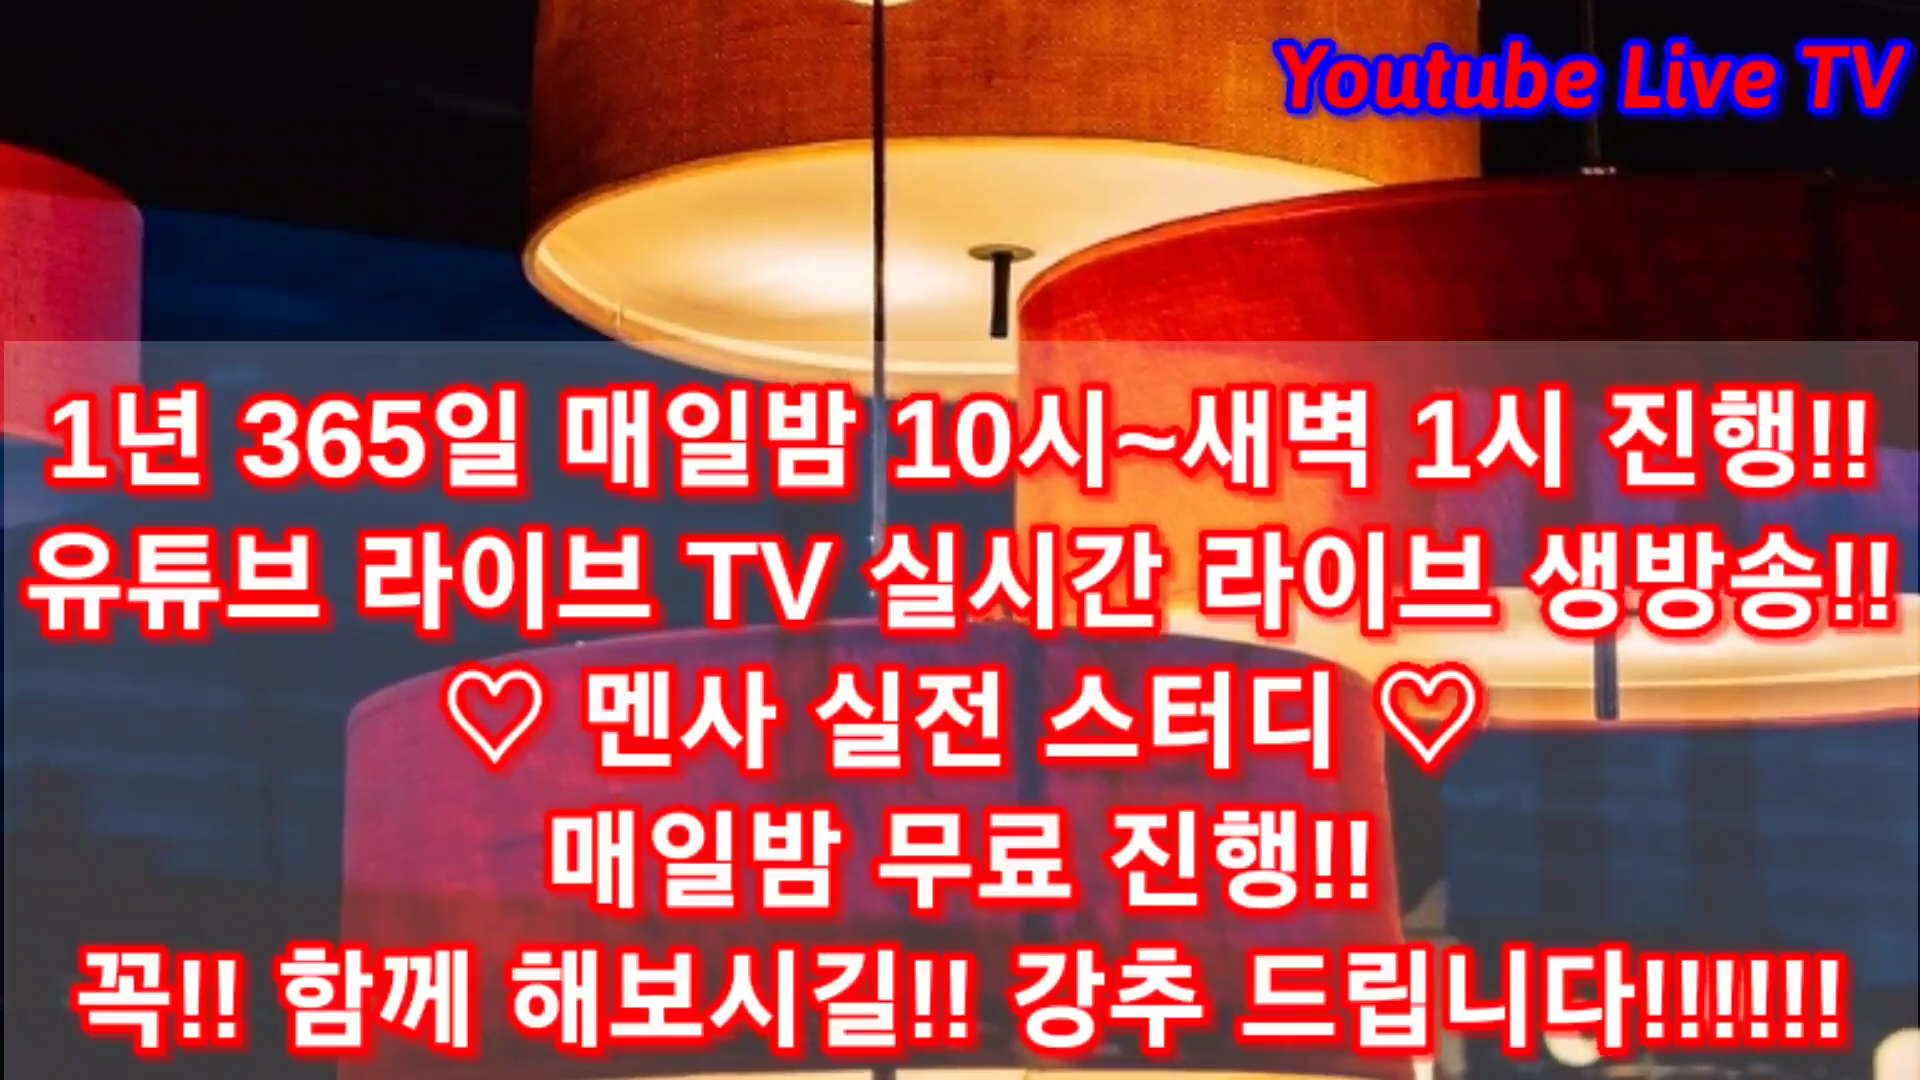 Youtube Live TV
1년 365일 매일밤 10시~새벽 1시 진행!!
유튜브 라이브 TV 실시간 라이브 생방송!!
♡ 멘사 실전 스터디 ♡
매일밤 무료 진행!!
꼭!! 함께 해보시길!! 강추 드립니다!!!!!!